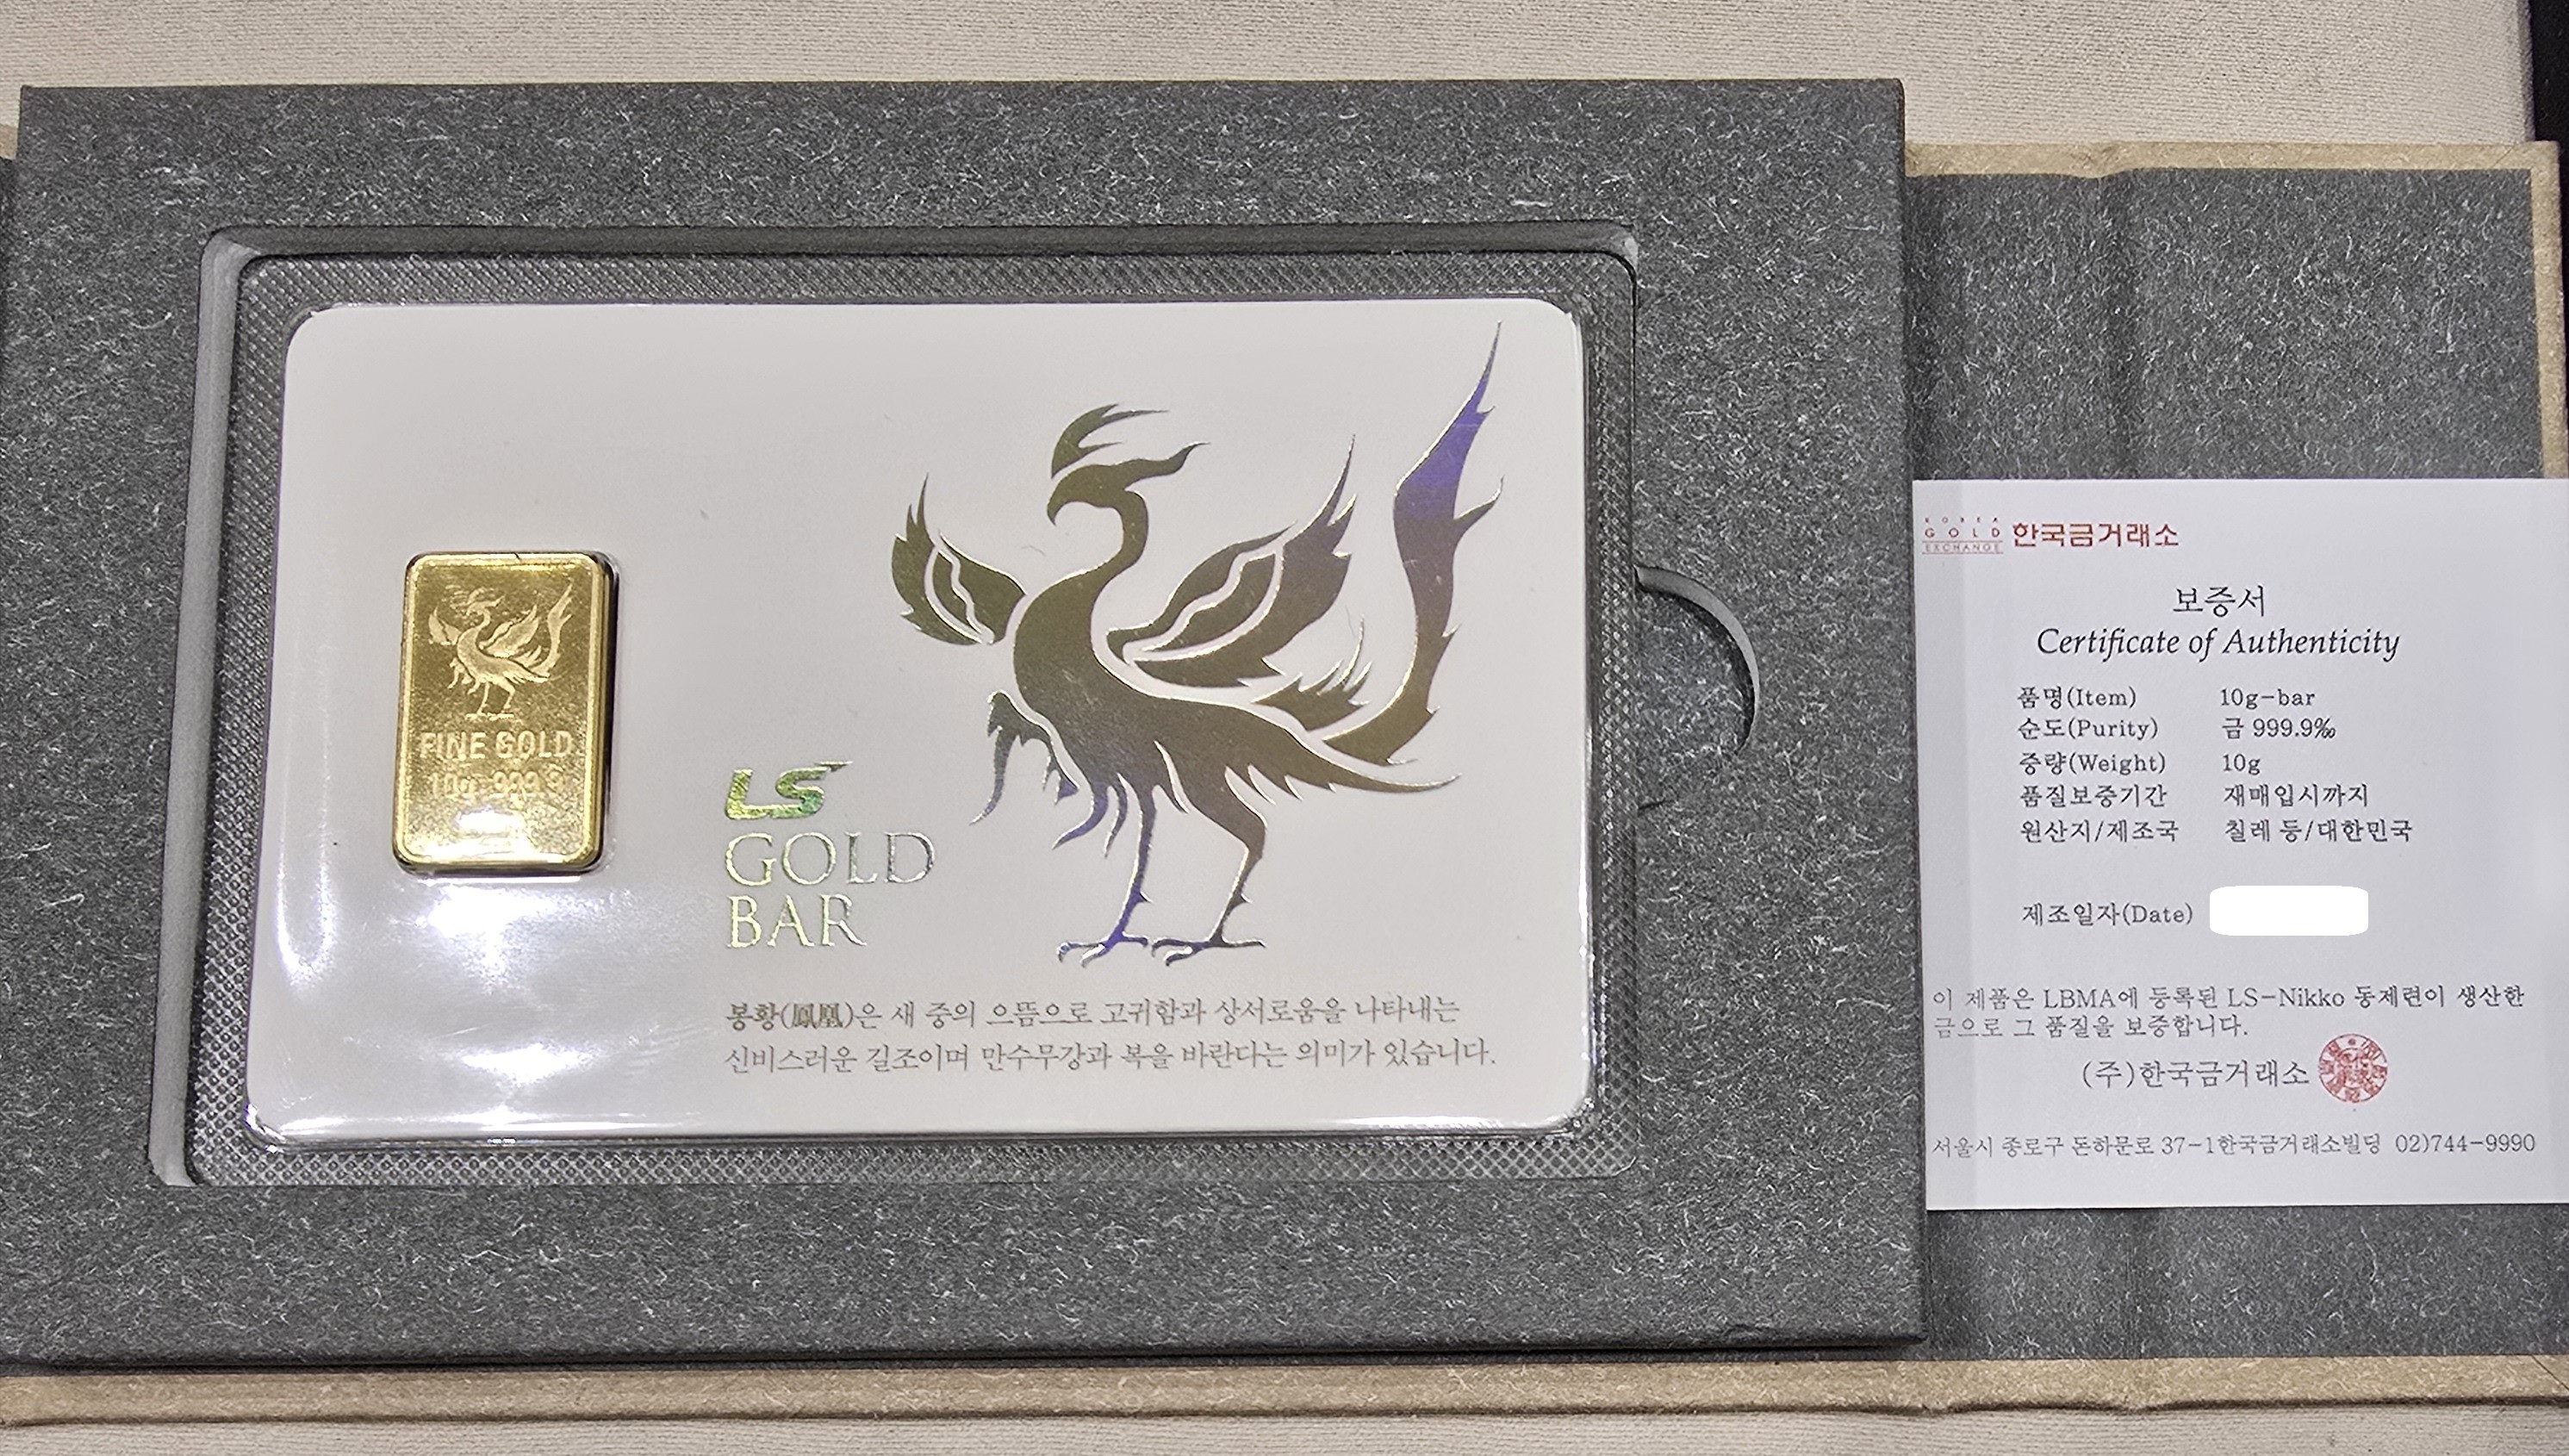 FINE GOLD
10g 999.9
LS
GOLD
BAR
봉황(鳳凰)은 새 중의 으뜸으로 고귀함과 상서로움을 나타내는
신비스러운 길조이며 만수무강과 복을 바란다는 의미가 있습니다.
KOREA
GOLD
EXCHANGE
한국금거래소
보증서
Certificate of Authenticity
품명(Item) 10g-bar
순도(Purity) 금 999.9‰
중량(Weight) 10g
품질보증기간 재매입시까지
원산지/제조국 칠레 등/대한민국
제조일자(Date)
이 제품은 LBMA에 등록된 LS-Nikko 동제련이 생산한
금으로 그 품질을 보증합니다.
(주)한국금거래소
서울시 종로구 돈하문로 37-1한국금거래소빌딩 02)744-9990